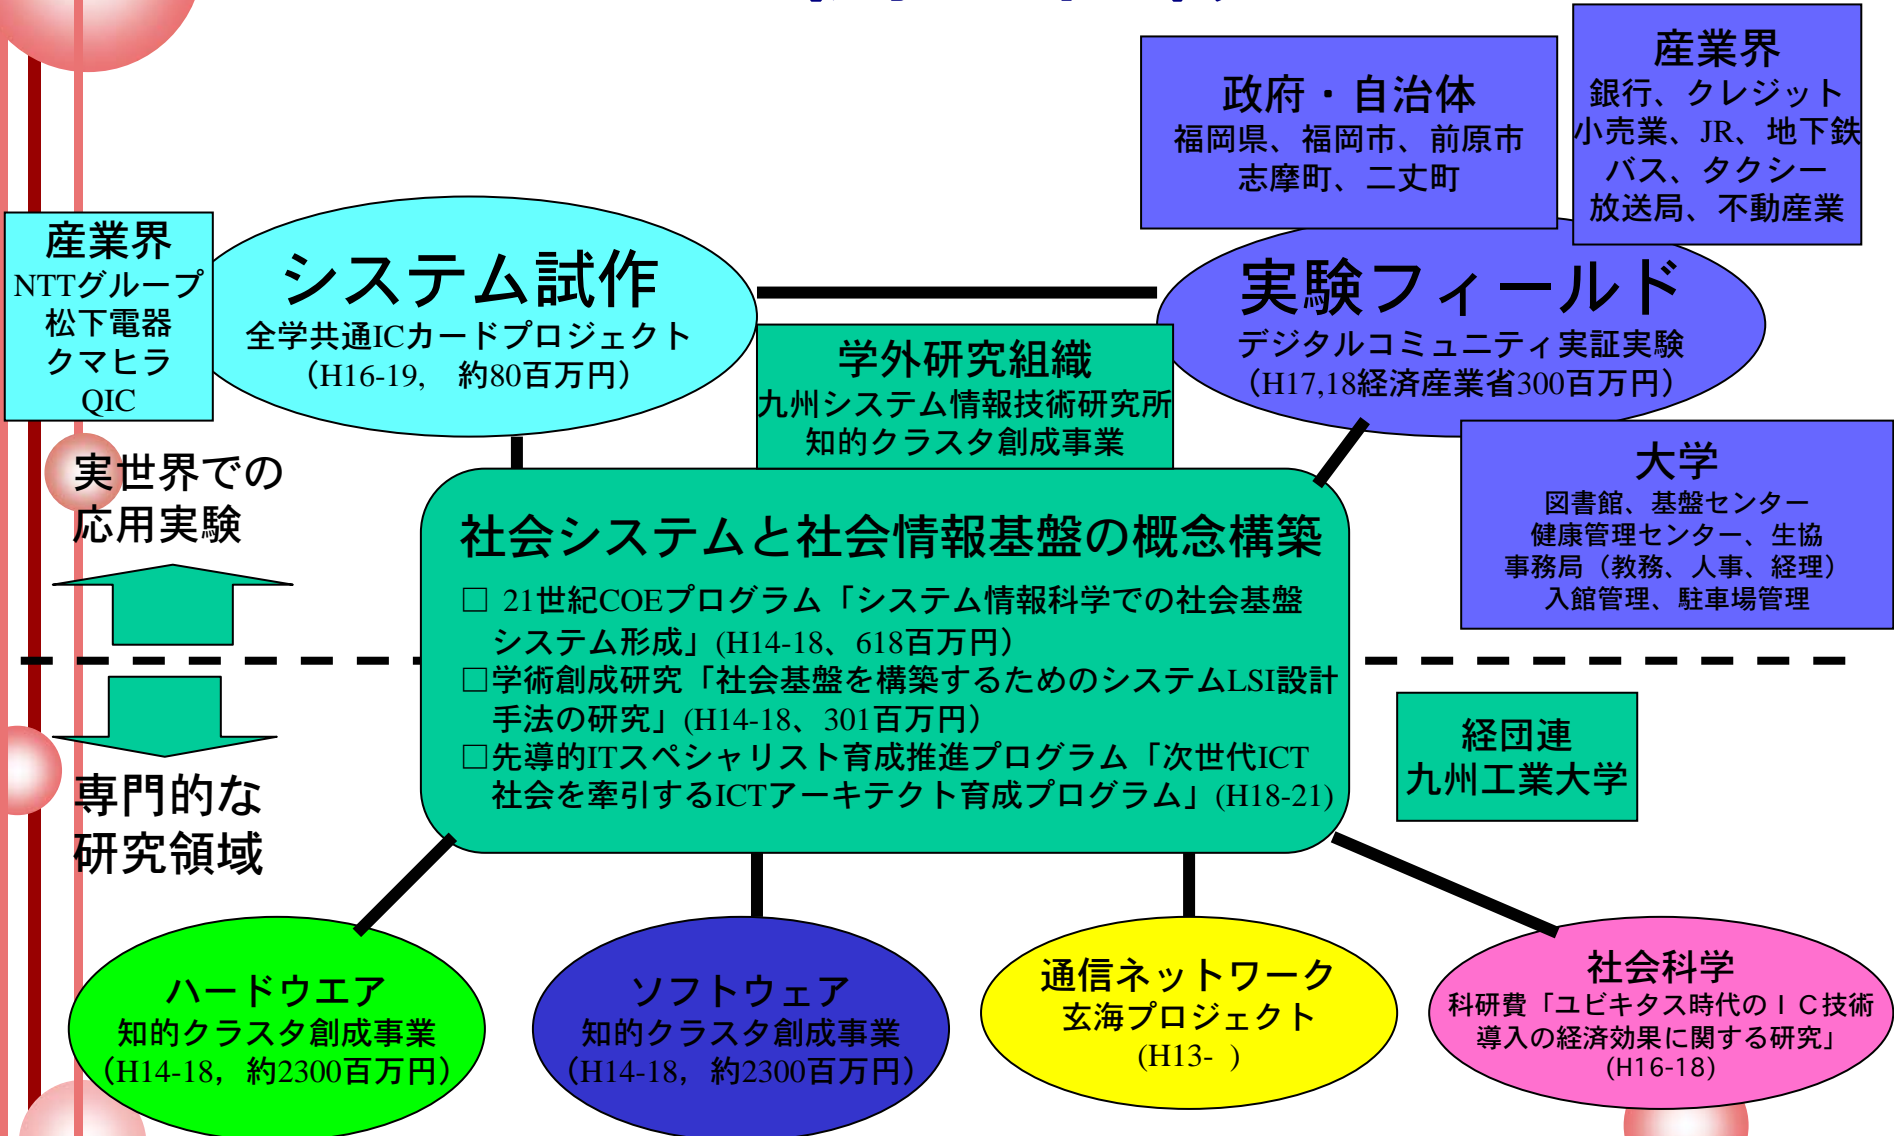 政府・自治体
福岡県、福岡市、前原市
志摩町、二丈町
産業界
銀行、クレジット
小売業、JR、地下鉄
バス、タクシー
放送局、不動産業
産業界
NTTグループ
松下電器
クマヒラ
QIC
システム試作
全学共通ICカードプロジェクト
（H16-19,　約80百万円）
実験フィールド
デジタルコミュニティ実証実験
（H17,18経済産業省300百万円）
学外研究組織
九州システム情報技術研究所
知的クラスタ創成事業
大学
図書館、基盤センター
健康管理センター、生協
事務局（教務、人事、経理）
入館管理、駐車場管理
実世界での
応用実験
社会システムと社会情報基盤の概念構築
□ 21世紀COEプログラム「システム情報科学での社会基盤
システム形成」(H14-18、618百万円）
□学術創成研究「社会基盤を構築するためのシステムLSI設計
手法の研究」(H14-18、301百万円）
□先導的ITスペシャリスト育成推進プログラム「次世代ICT
社会を牽引するICTアーキテクト育成プログラム」(H18-21)
経団連
九州工業大学
専門的な
研究領域
ハードウエア
知的クラスタ創成事業
（H14-18，約2300百万円）
ソフトウェア
知的クラスタ創成事業
（H14-18，約2300百万円）
通信ネットワーク
玄海プロジェクト
(H13-  )
社会科学
科研費「ユビキタス時代のＩＣ技術
導入の経済効果に関する研究」
(H16-18)